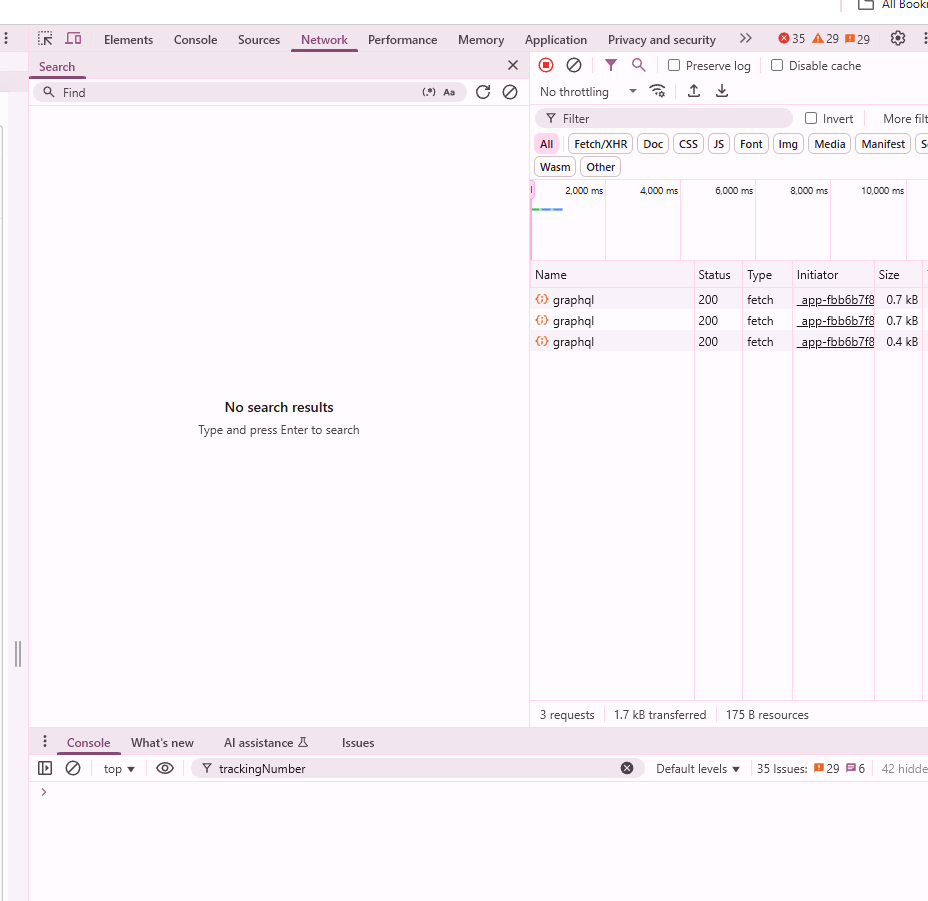 All Bookr
Elements Console Sources Network Performance Memory Application Privacy and security 35 29 29
Search
Preserve log Disable cache
Find (.*) Aa
No throttling
Filter Invert More filt
All Fetch/XHR Doc CSS JS Font Img Media Manifest S
Wasm Other
2,000 ms 4,000 ms 6,000 ms 8,000 ms 10,000 ms
Name Status Type Initiator Size
graphql 200 fetch _app-fbb6b7f8 0.7 kB
graphql 200 fetch _app-fbb6b7f8 0.7 kB
graphql 200 fetch _app-fbb6b7f8 0.4 kB
No search results
Type and press Enter to search
3 requests 1.7 kB transferred 175 B resources
Console What's new AI assistance Issues
top trackingNumber Default levels 35 Issues: 29 6 42 hidde